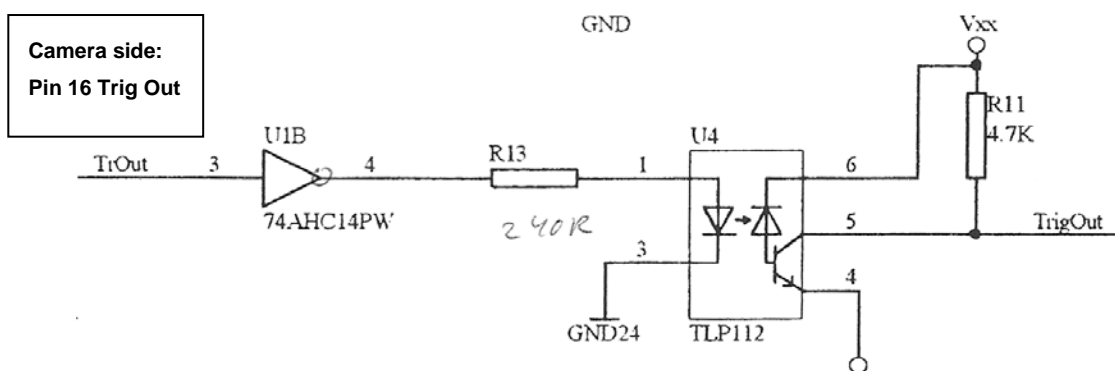 GND
Vxx
Camera side:
Pin 16 Trig Out
R11
4.7K
U1B
U4
TrOut
3
4
R13
1
6
74AHC14PW
240R
5
TrigOut
3
4
GND24
TLP112